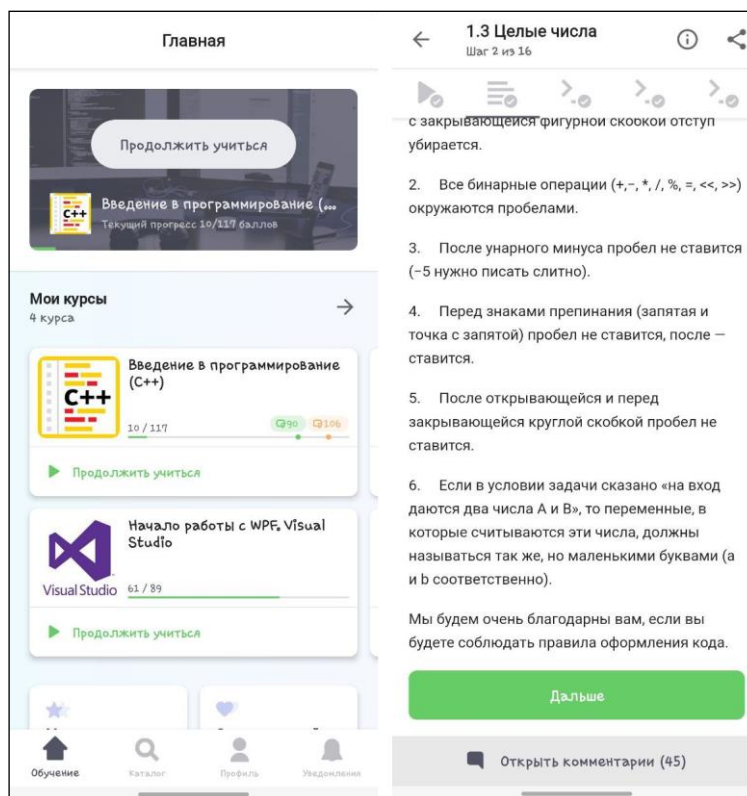 Главная
Продолжить учиться
C++
Введение в программирование (...
Текущий прогресс 10/117 баллов
Мои курсы
4 курса
C++
Введение в программирование
(C++)
10 / 117
90
106
Продолжить учиться
Visual Studio
Начало работы с WPF. Visual
Studio
61 / 89
Продолжить учиться
Обучение
Каталог
Профиль
Уведомления
1.3 Целые числа
Шаг 2 из 16
с закрывающейся фигурной скобкой отступ
убирается.
2. Все бинарные операции (+,−, *, /, %, =, <<, >>)
окружаются пробелами.
3. После унарного минуса пробел не ставится
(−5 нужно писать слитно).
4. Перед знаками препинания (запятая и
точка с запятой) пробел не ставится, после —
ставится.
5. После открывающейся и перед
закрывающейся круглой скобкой пробел не
ставится.
6. Если в условии задачи сказано «на вход
даются два числа A и B», то переменные, в
которые считываются эти числа, должны
называться так же, но маленькими буквами (a
и b соответственно).
Мы будем очень благодарны вам, если вы
будете соблюдать правила оформления кода.
Дальше
Открыть комментарии (45)